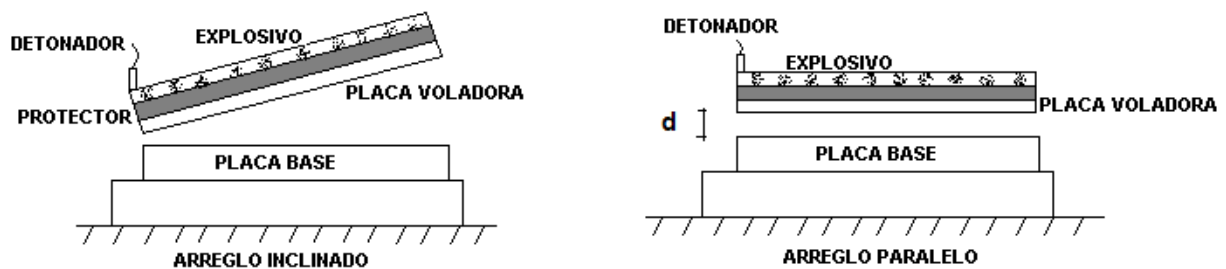 DETONADOR
EXPLOSIVO
PROTECTOR
PLACA VOLADORA
PLACA BASE
ARREGLO INCLINADO
DETONADOR
EXPLOSIVO
PLACA VOLADORA
d
PLACA BASE
ARREGLO PARALELO